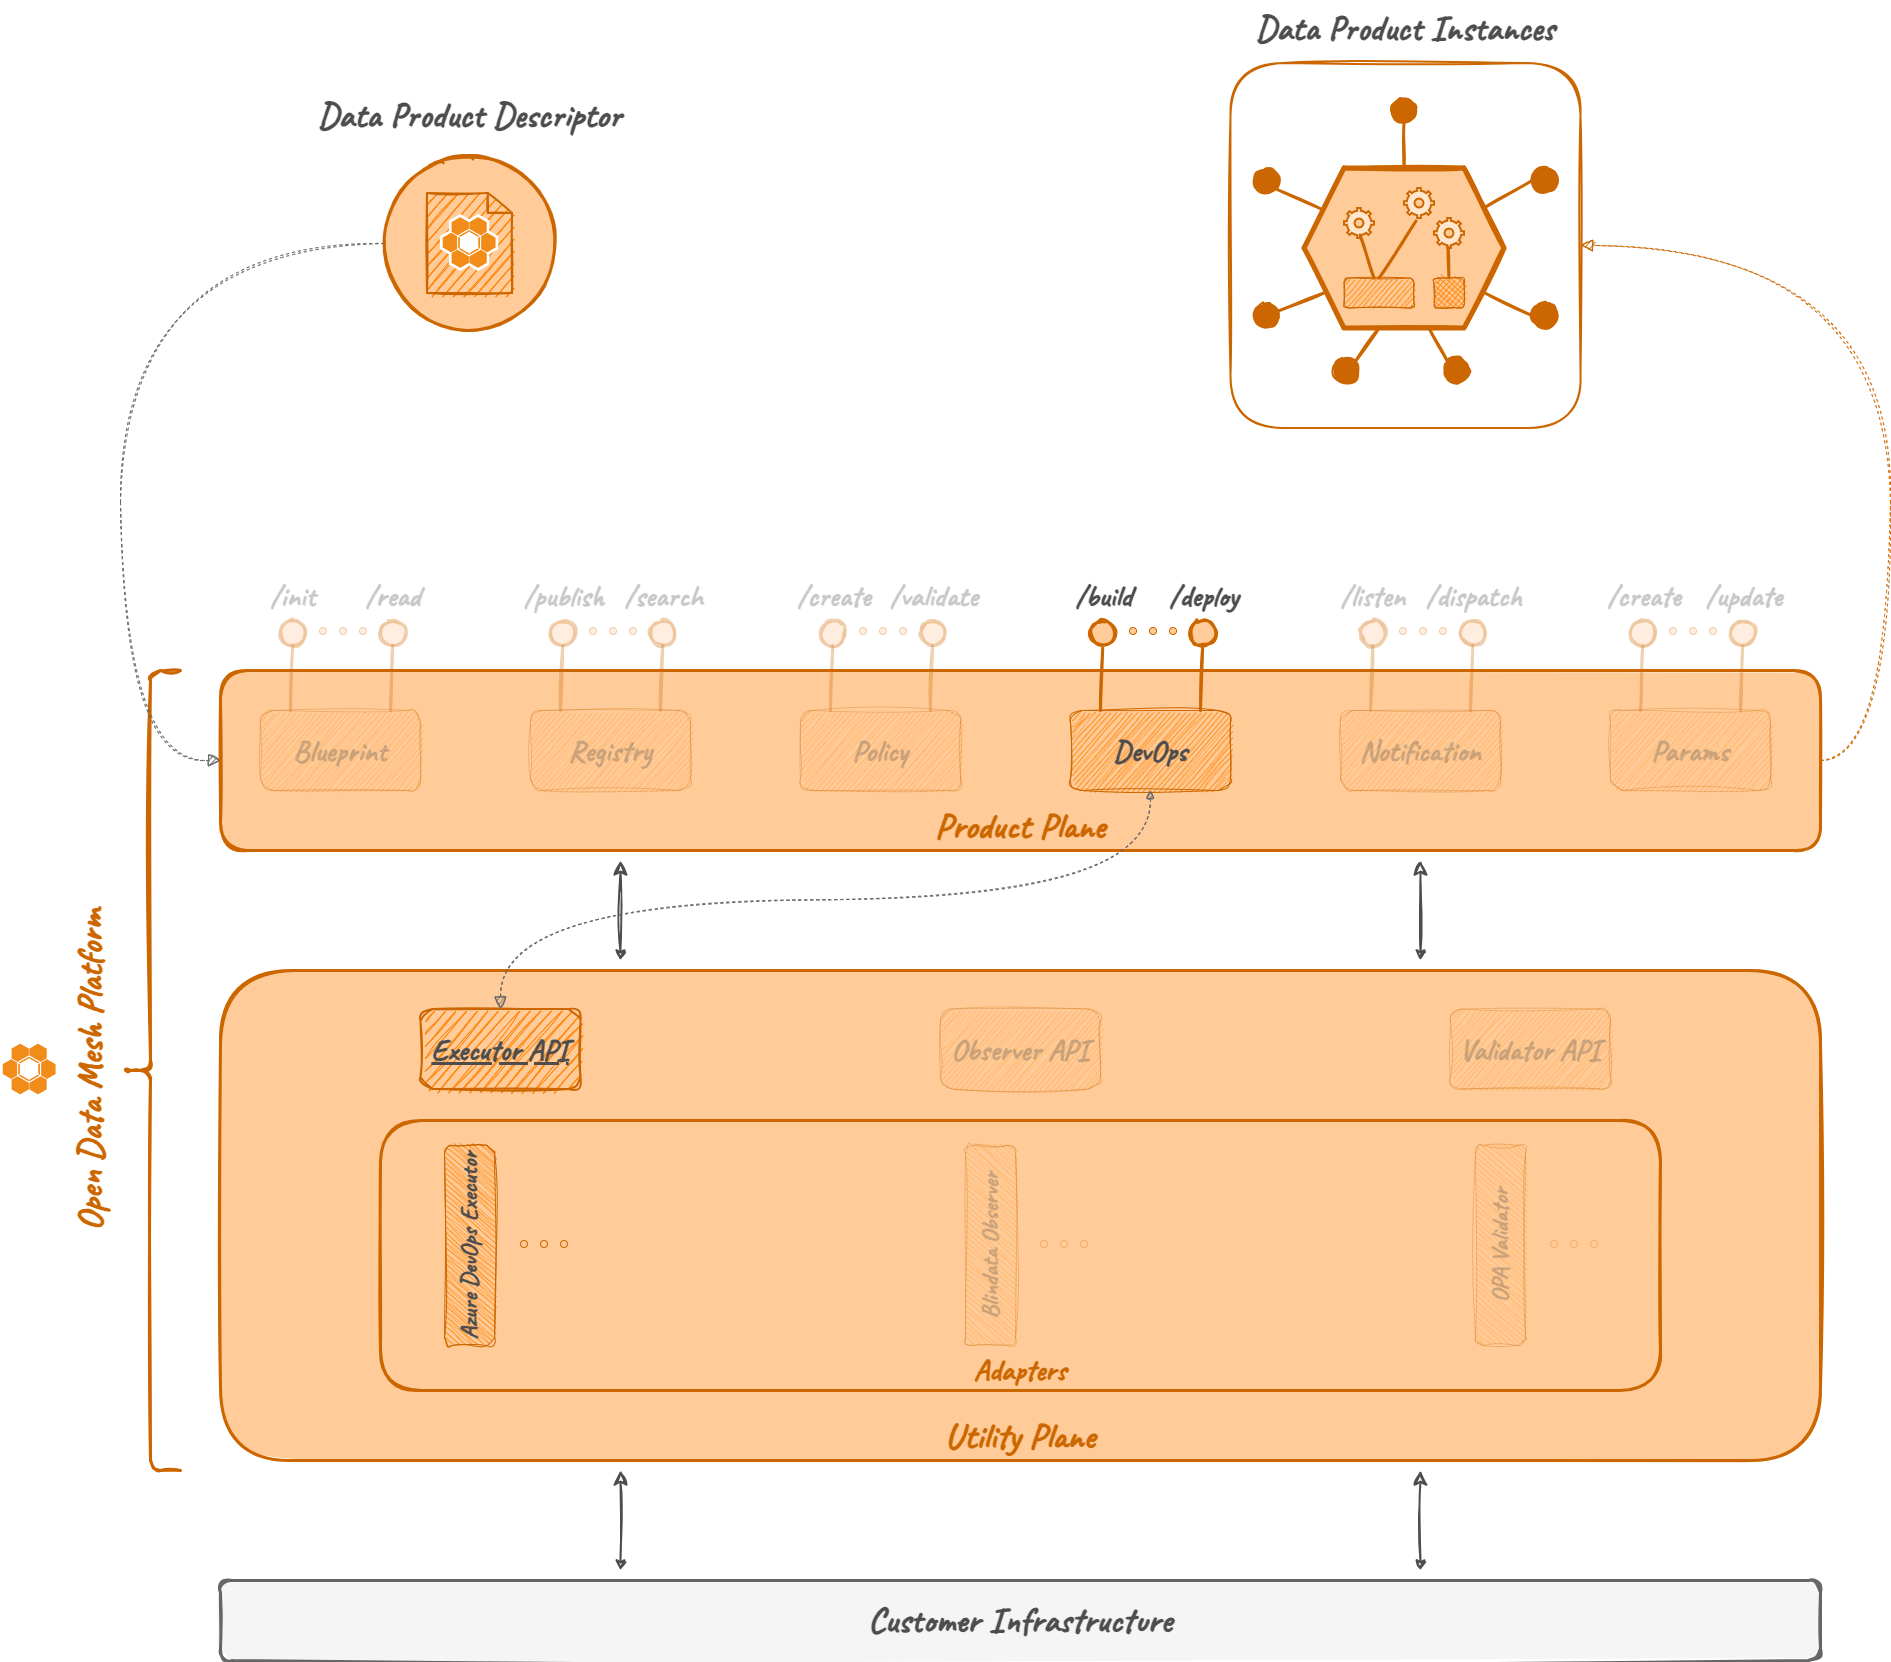 Data Product Instances
Data Product Descriptor
/init
/read
/publish
/search
/create
/validate
/build
/deploy
/listen
/dispatch
/create
/update
Blueprint
Registry
Policy
DevOps
Notification
Params
Product Plane
Open Data Mesh Platform
Executor API
Observer API
Validator API
Azure DevOps Executor
Blindata Observer
OPA Validator
Adapters
Utility Plane
Customer Infrastructure